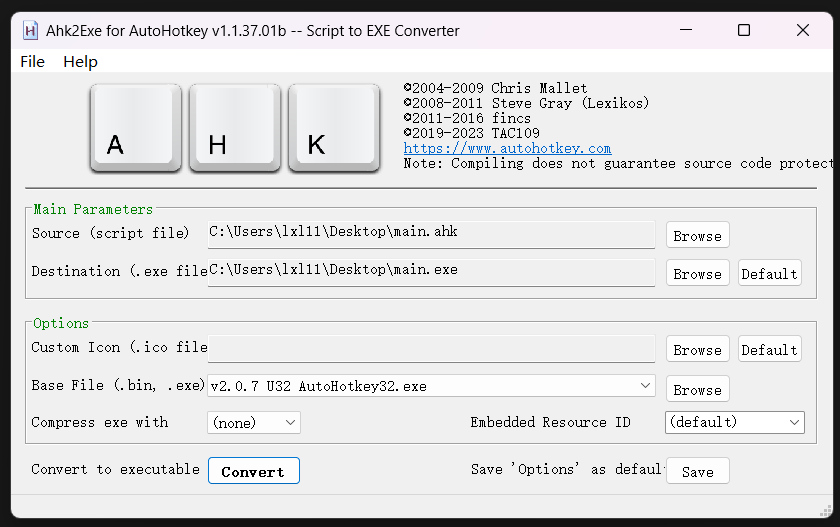 Ahk2Exe for AutoHotkey v1.1.37.01b -- Script to EXE Converter
File Help
A H K
©2004-2009 Chris Mallet
©2008-2011 Steve Gray (Lexikos)
©2011-2016 fincs
©2019-2023 TAC109
https://www.autohotkey.com
Note: Compiling does not guarantee source code protect
Main Parameters
Source (script file) C:\Users\lxl11\Desktop\main.ahk Browse
Destination (.exe file C:\Users\lxl11\Desktop\main.exe Browse Default
Options
Custom Icon (.ico file Browse Default
Base File (.bin, .exe) v2.0.7 U32 AutoHotkey32.exe Browse
Compress exe with (none) Embedded Resource ID (default)
Convert to executable Convert Save 'Options' as default Save